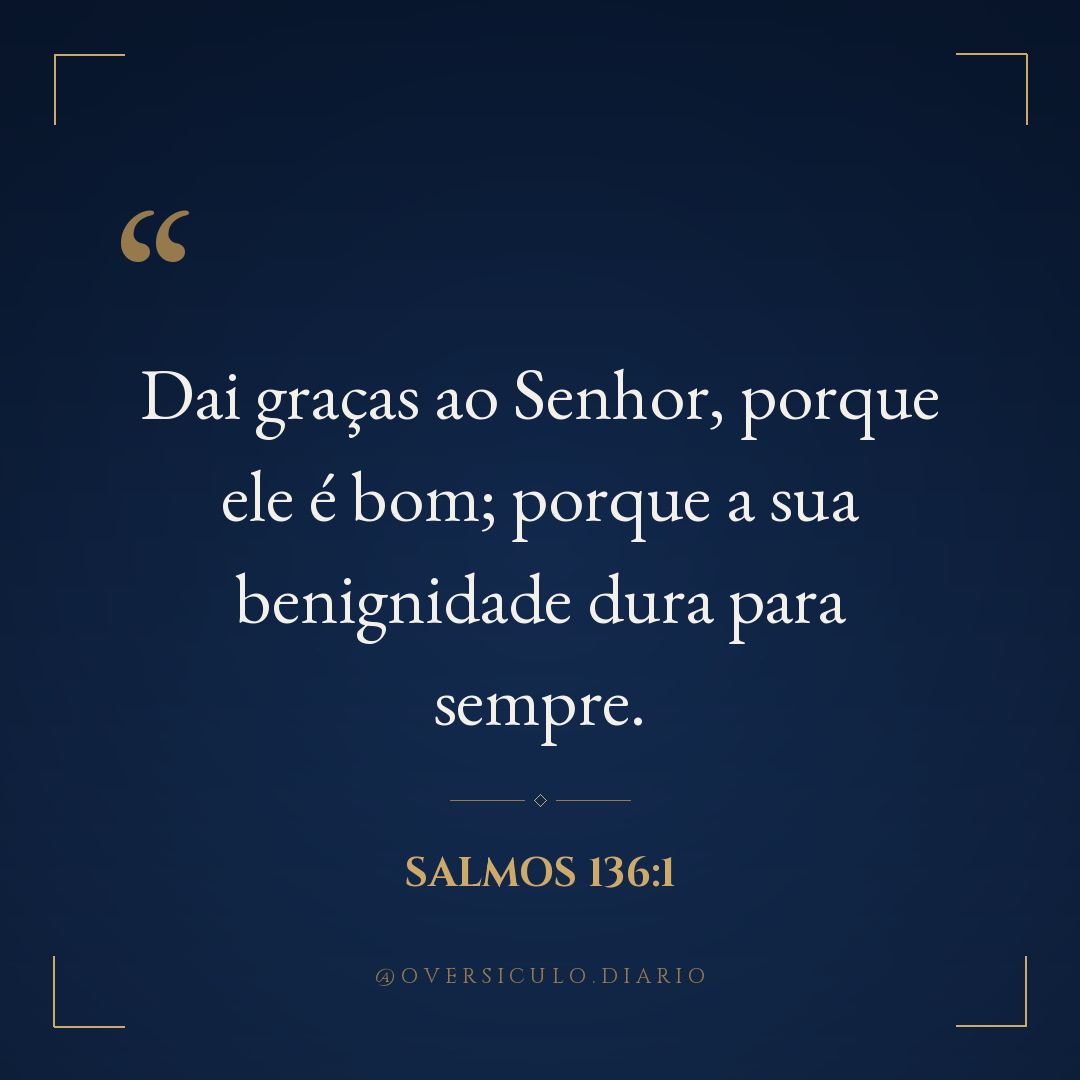 “
Dai graças ao Senhor, porque
ele é bom; porque a sua
benignidade dura para
sempre.
SALMOS 136:1
@OVERSICULO.DIARIO